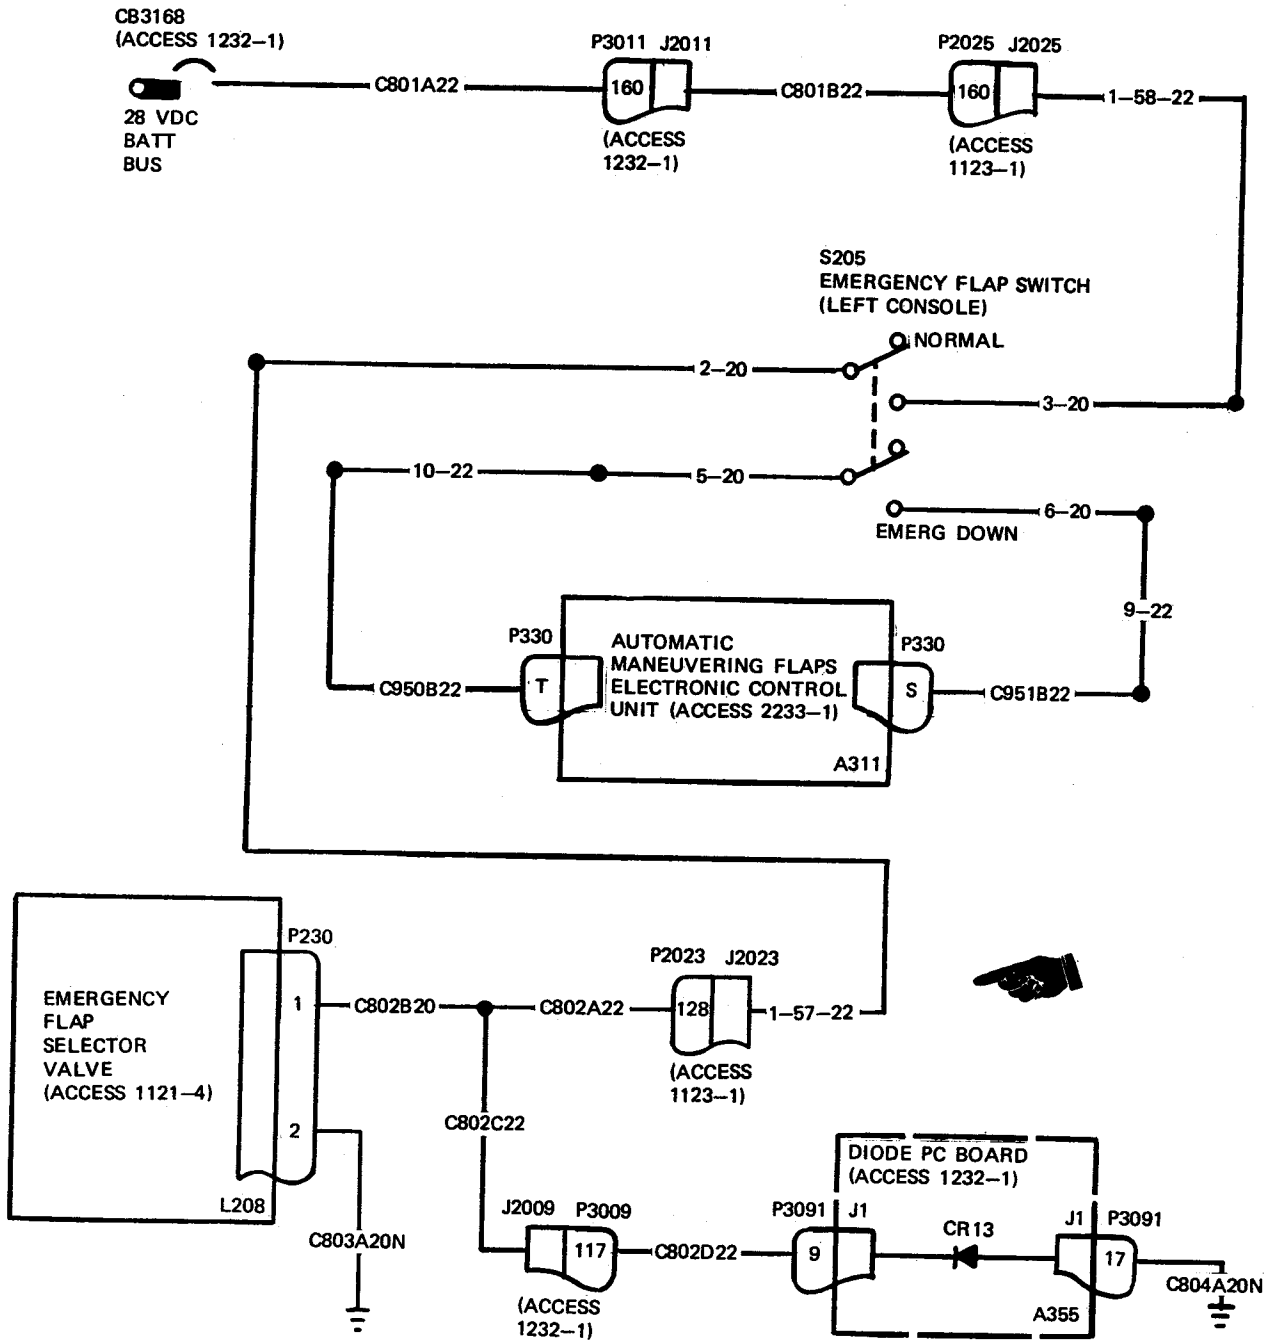 CB3168
(ACCESS 1232–1)
28 VDC
BATT
BUS
C801A22
P3011 J2011
160
(ACCESS
1232–1)
C801B22
P2025 J2025
160
(ACCESS
1123–1)
1–58–22
S205
EMERGENCY FLAP SWITCH
(LEFT CONSOLE)
NORMAL
2–20
3–20
10–22
5–20
6–20
EMERG DOWN
9–22
P330
T
C950B22
AUTOMATIC
MANEUVERING FLAPS
ELECTRONIC CONTROL
UNIT (ACCESS 2233–1)
A311
P330
S
C951B22
EMERGENCY
FLAP
SELECTOR
VALVE
(ACCESS 1121–4)
L208
P230
1
2
C802B20
C802A22
P2023 J2023
128
(ACCESS
1123–1)
1–57–22
C802C22
C803A20N
J2009 P3009
117
(ACCESS
1232–1)
C802D22
DIODE PC BOARD
(ACCESS 1232–1)
P3091 J1
9
CR13
J1 P3091
17
A355
C804A20N